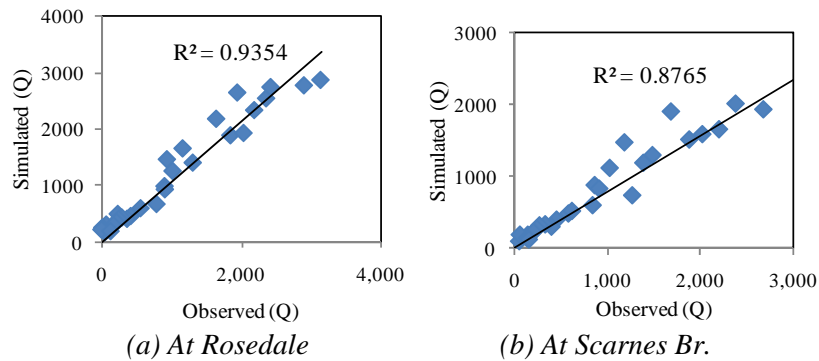 4000
3000
2000
1000
0
0
2,000
4,000
Simulated (Q)
Observed (Q)
R² = 0.9354
(a) At Rosedale
3000
2000
1000
0
0
1,000
2,000
3,000
Simulated (Q)
Observed (Q)
R² = 0.8765
(b) At Scarnes Br.